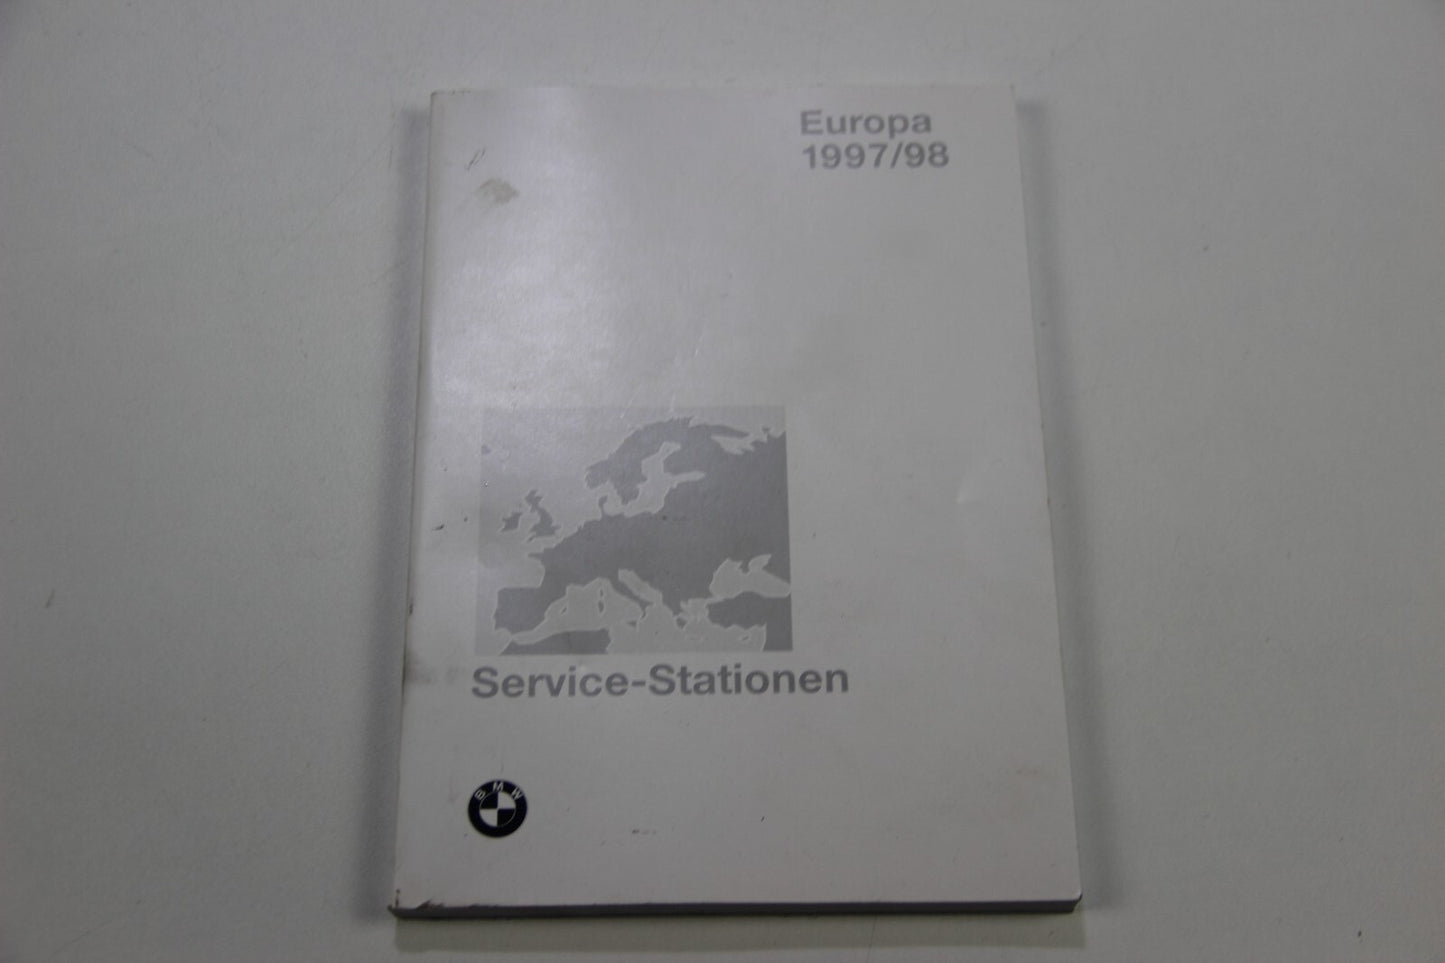 Europa
1997/98
Service-Stationen
BMW